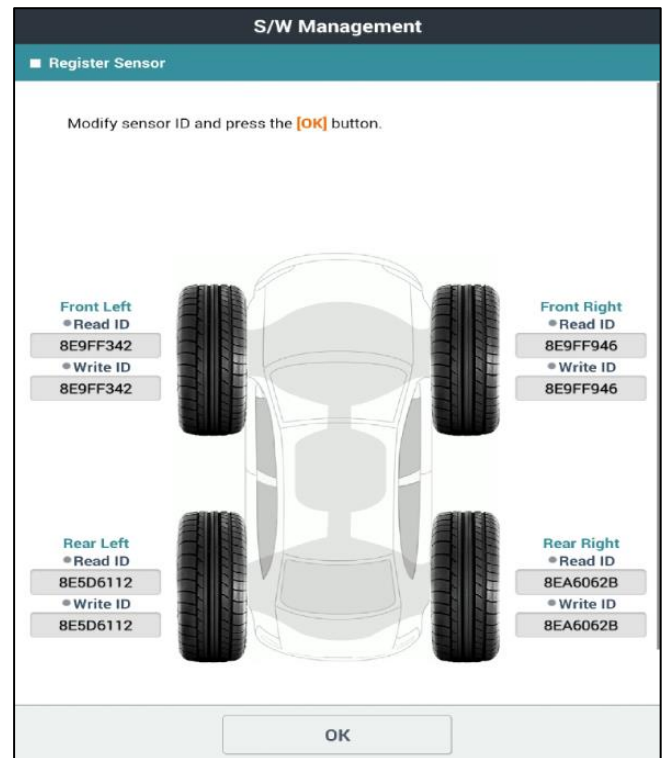 S/W Management
Register Sensor
Modify sensor ID and press the [OK] button.
Front Left
Read ID
8E9FF342
Write ID
8E9FF342
Front Right
Read ID
8E9FF946
Write ID
8E9FF946
Rear Left
Read ID
8E5D6112
Write ID
8E5D6112
Rear Right
Read ID
8EA6062B
Write ID
8EA6062B
OK